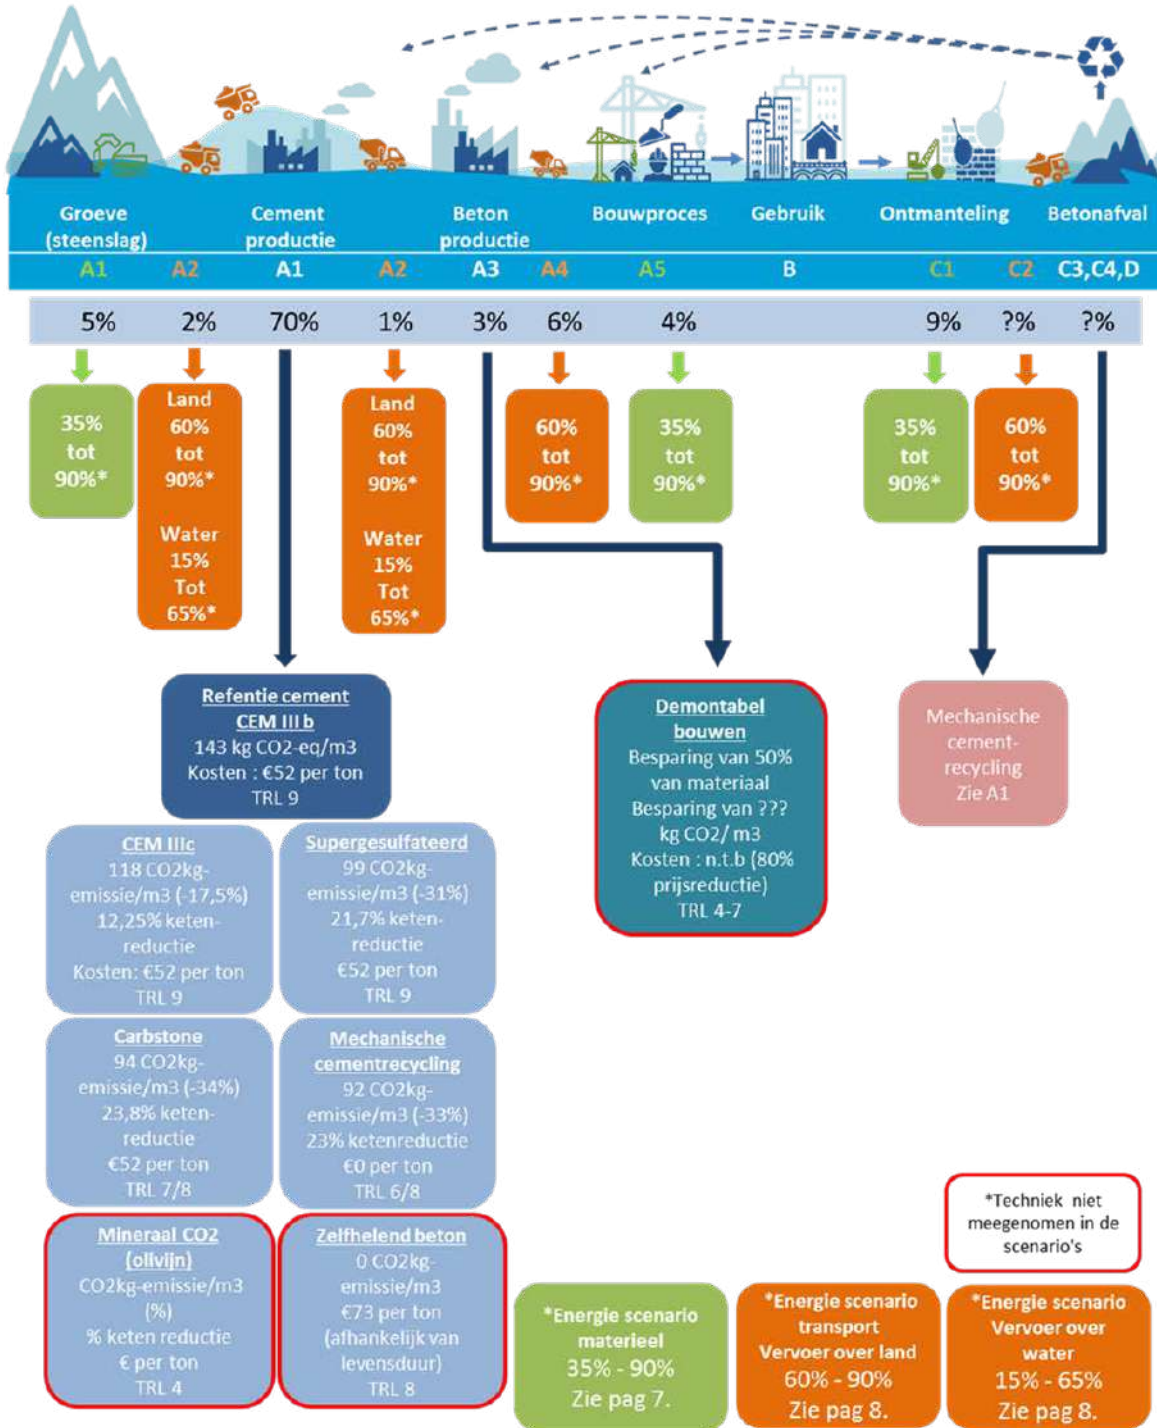 Groeve
(steenslag)
Cement
productie
Beton
productie
Bouwproces
Gebruik
Ontmanteling
Betonafval
A1
A2
A1
A2
A3
A4
A5
B
C1
C2
C3,C4,D
5%
2%
70%
1%
3%
6%
4%
9%
?%
?%
35%
tot
90%*
Land
60%
tot
90%*
Water
15%
Tot
65%*
Land
60%
tot
90%*
Water
15%
Tot
65%*
60%
tot
90%*
35%
tot
90%*
35%
tot
90%*
60%
tot
90%*
Refentie cement
CEM III b
143 kg CO2-eq/m3
Kosten : €52 per ton
TRL 9
Demontabel
bouwen
Besparing van 50%
van materiaal
Besparing van ???
kg CO2/ m3
Kosten : n.t.b (80%
prijsreductie)
TRL 4-7
Mechanische
cement-
recycling
Zie A1
CEM IIIc
118 CO2kg-
emissie/m3 (-17,5%)
12,25% keten-
reductie
Kosten: €52 per ton
TRL 9
Supergesulfateerd
99 CO2kg-
emissie/m3 (-31%)
21,7% keten-
reductie
€52 per ton
TRL 9
Carbstone
94 CO2kg-
emissie/m3 (-34%)
23,8% keten-
reductie
€52 per ton
TRL 7/8
Mechanische
cementrecycling
92 CO2kg-
emissie/m3 (-33%)
23% ketenreductie
€0 per ton
TRL 6/8
Mineraal CO2
(olivijn)
CO2kg-emissie/m3
(%)
% keten reductie
€ per ton
TRL 4
Zelfhelend beton
0 CO2kg-
emissie/m3
€73 per ton
(afhankelijk van
levensduur)
TRL 8
*Techniek niet
meegenomen in de
scenario's
*Energie scenario
materieel
35% - 90%
Zie pag 7.
*Energie scenario
transport
Vervoer over land
60% - 90%
Zie pag 8.
*Energie scenario
Vervoer over
water
15% - 65%
Zie pag 8.